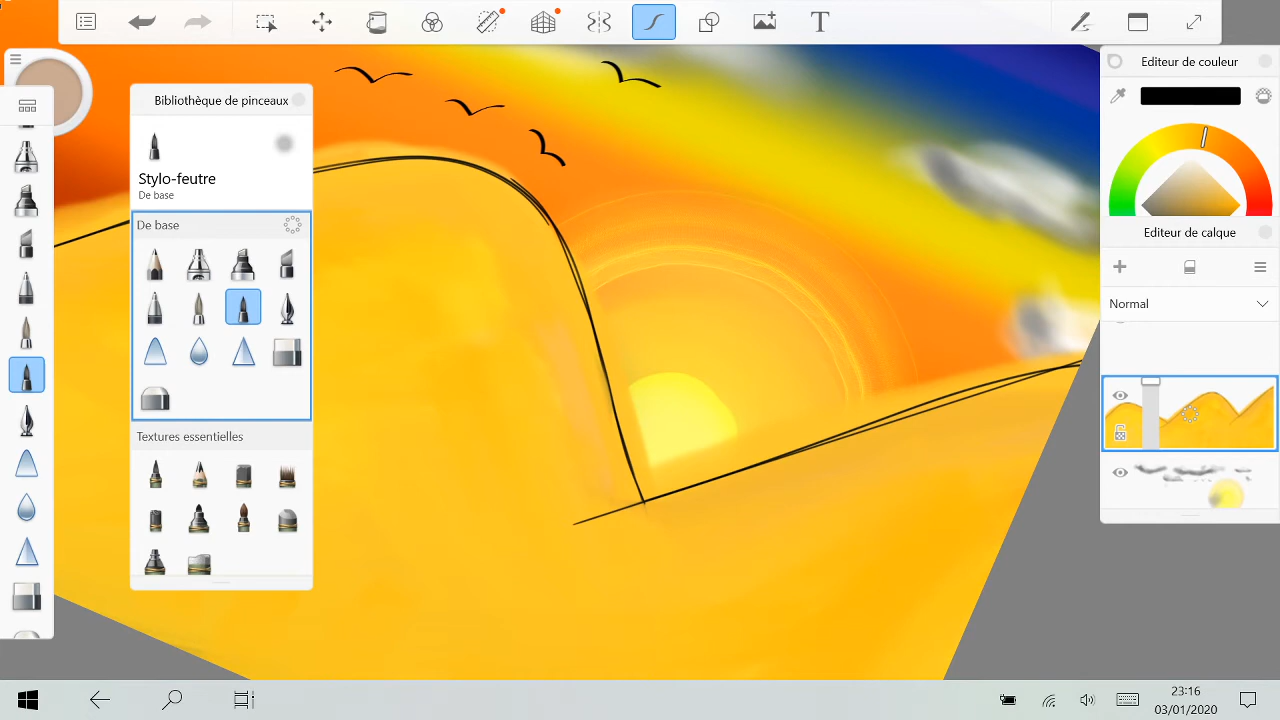 T
Bibliothèque de pinceaux
Stylo-feutre
De base
De base
Textures essentielles
Editeur de couleur
Editeur de calque
Normal
23:16
03/01/2020